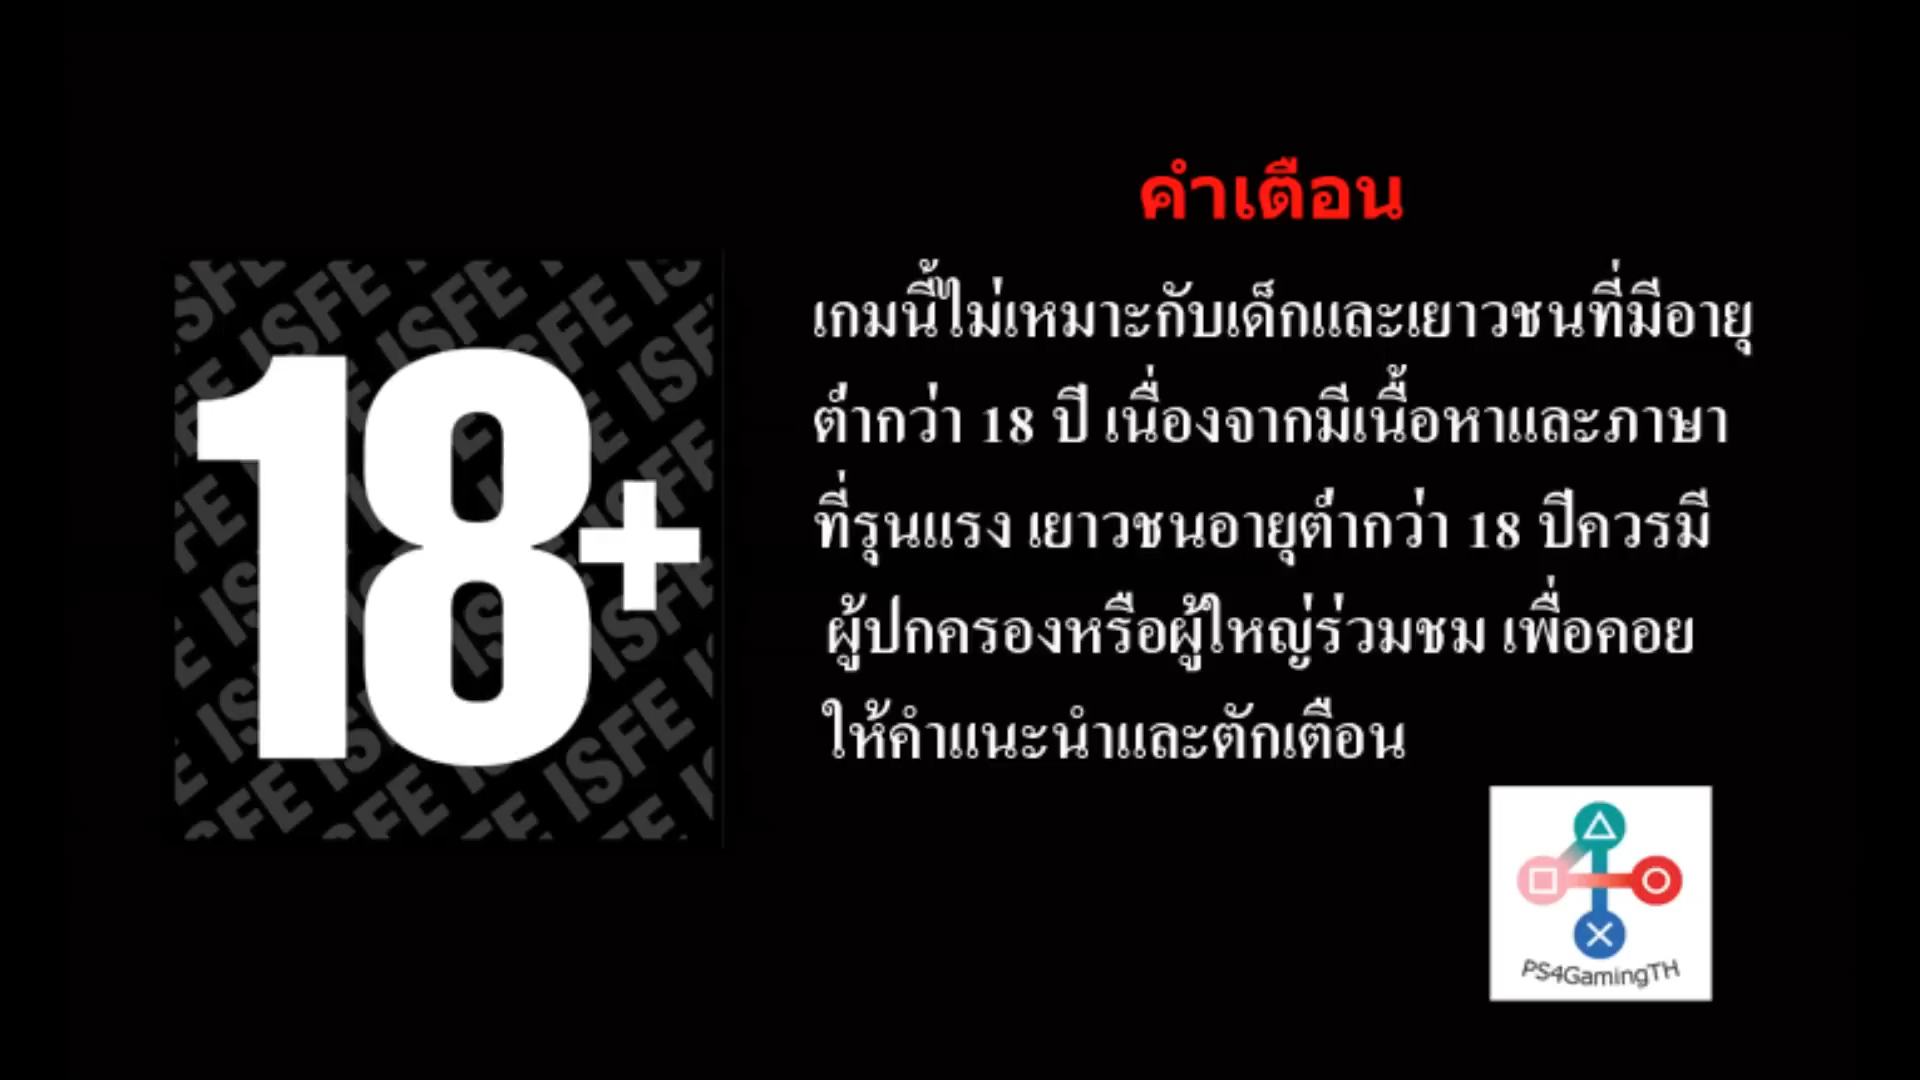 คำเตือน
เกมนี้ไม่เหมาะกับเด็กและเยาวชนที่มีอายุ
ต่ำกว่า 18 ปี เนื่องจากมีเนื้อหาและภาษา
ที่รุนแรง เยาวชนอายุต่ำกว่า 18 ปีควรมี
ผู้ปกครองหรือผู้ใหญ่ร่วมชม เพื่อคอย
ให้คำแนะนำและตักเตือน
18+
ISFE ISFE ISFE
PS4GamingTH